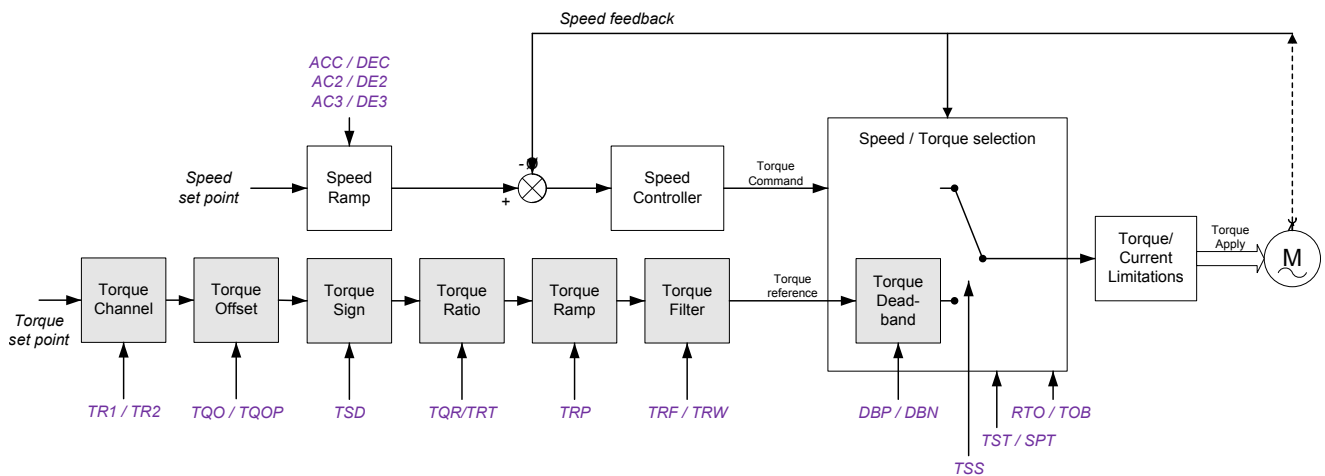 Speed feedback
ACC / DEC
AC2 / DE2
AC3 / DE3
Speed / Torque selection
Speed
set point
Speed
Ramp
-
+
Speed
Controller
Torque
Command
Torque/
Current
Limitations
Torque
Apply
M
Torque
set point
Torque
Channel
Torque
Offset
Torque
Sign
Torque
Ratio
Torque
Ramp
Torque
Filter
Torque
reference
Torque
Dead-
band
TR1 / TR2
TQO / TQOP
TSD
TQR/TRT
TRP
TRF / TRW
DBP / DBN
RTO / TOB
TST / SPT
TSS